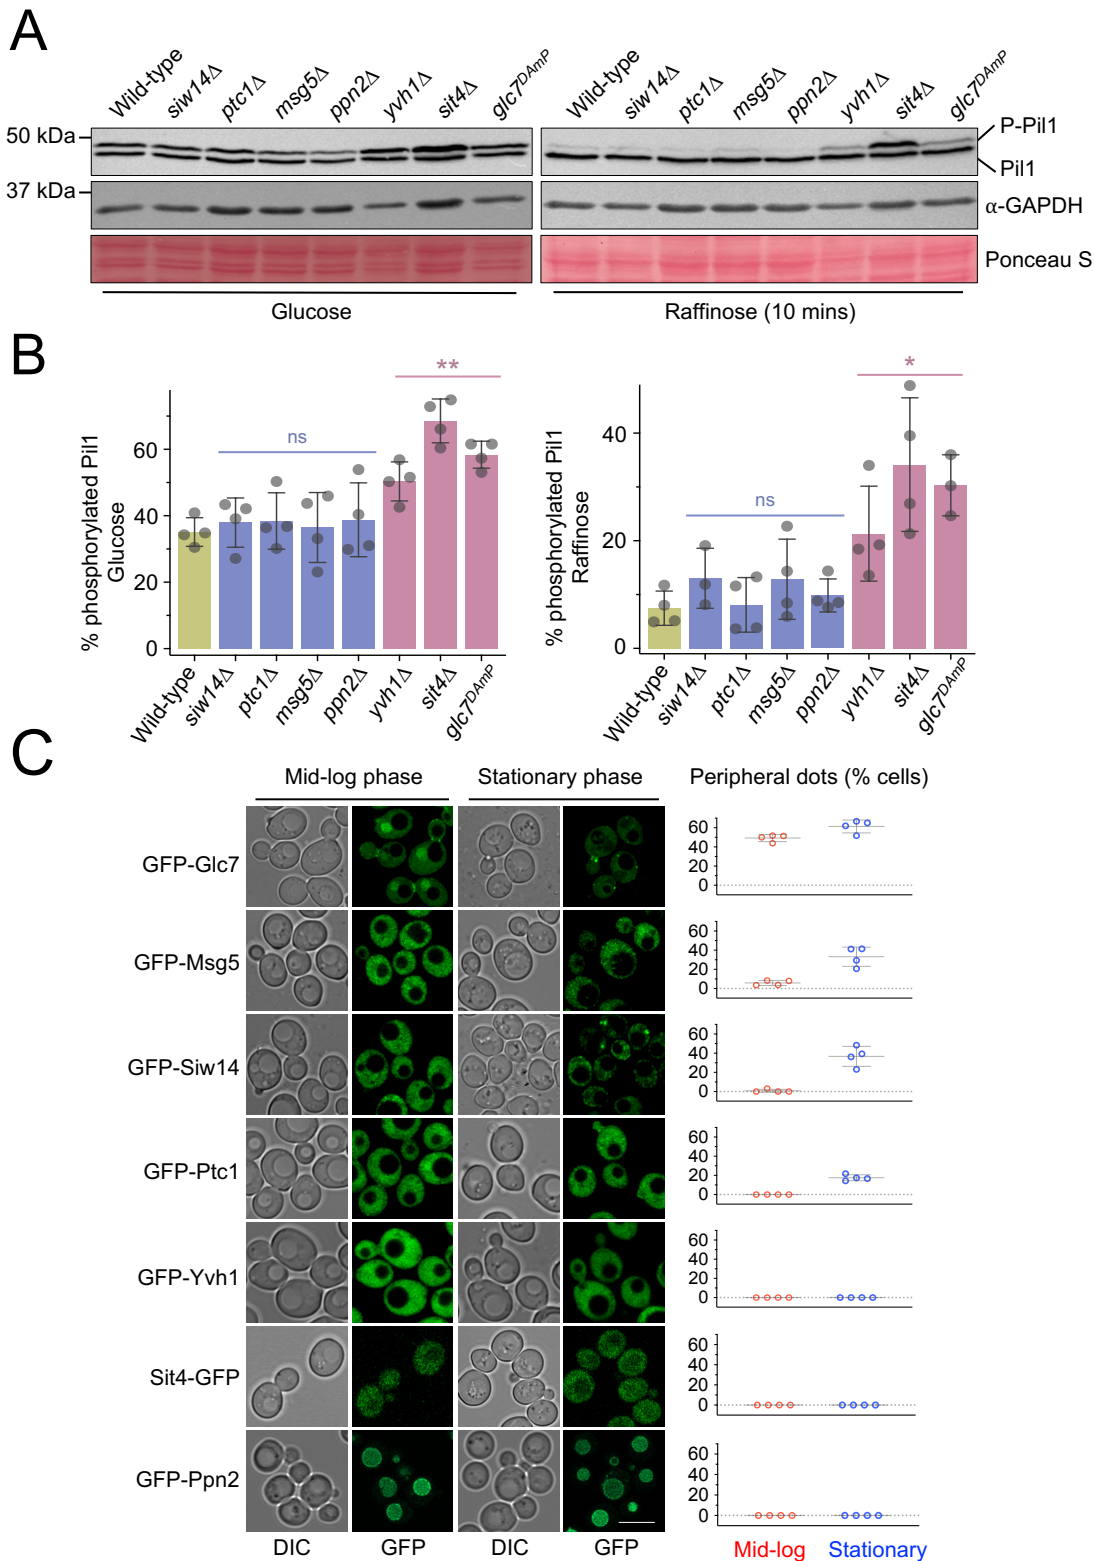 A
Wild-type siw14Δ ptc1Δ msg5Δ ppn2Δ yvh1Δ sit4Δ glc7DAmP Wild-type siw14Δ ptc1Δ msg5Δ ppn2Δ yvh1Δ sit4Δ glc7DAmP
50 kDa P-Pil1
Pil1
37 kDa α-GAPDH
Ponceau S
Glucose Raffinose (10 mins)
B
% phosphorylated Pil1
Glucose
60
40
20
0
ns **
Wild-type siw14Δ ptc1Δ msg5Δ ppn2Δ yvh1Δ sit4Δ glc7DAmP
% phosphorylated Pil1
Raffinose
40
20
0
ns *
Wild-type siw14Δ ptc1Δ msg5Δ ppn2Δ yvh1Δ sit4Δ glc7DAmP
C
Mid-log phase Stationary phase Peripheral dots (% cells)
GFP-Glc7
60
40
20
0
GFP-Msg5
60
40
20
0
GFP-Siw14
60
40
20
0
GFP-Ptc1
60
40
20
0
GFP-Yvh1
60
40
20
0
Sit4-GFP
60
40
20
0
GFP-Ppn2
60
40
20
0
DIC GFP DIC GFP Mid-log Stationary